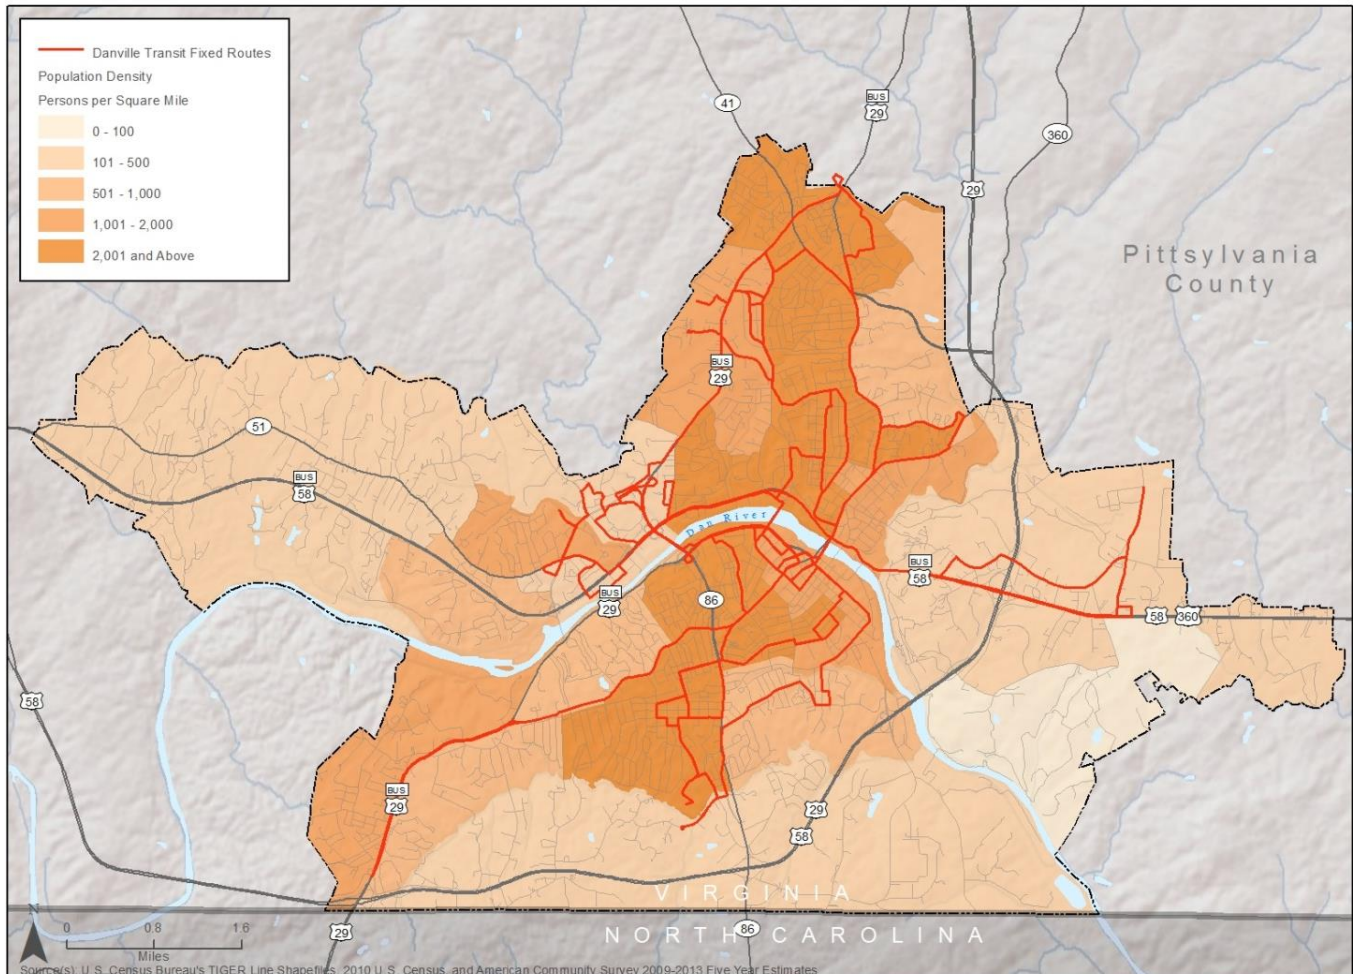 Danville Transit Fixed Routes
Population Density
Persons per Square Mile
0 - 100
101 - 500
501 - 1,000
1,001 - 2,000
2,001 and Above
41
BUS
29
360
29
Pittsylvania
County
BUS
29
51
BUS
58
Dan River
BUS
58
86
BUS
29
58 360
58
BUS
29
29
58
VIRGINIA
N
0 0.8 1.6
Miles
29
86
NORTH CAROLINA
Source(s): U.S. Census Bureau's TIGER Line Shapefiles, 2010 U.S. Census, and American Community Survey 2009-2013 Five Year Estimates